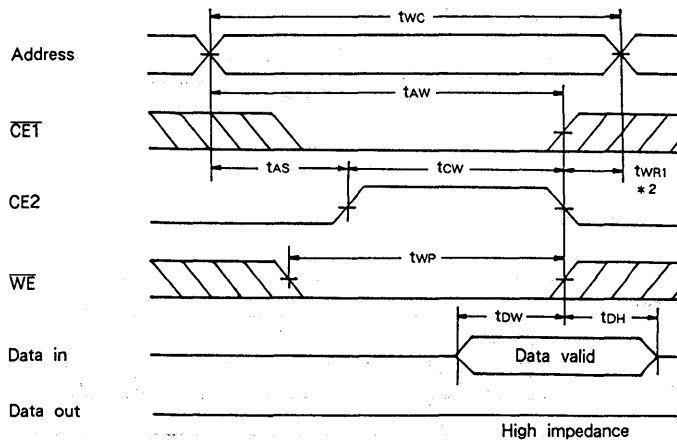 twc
Address
tAW
CE1
tAS
tCW
tWR1
*2
CE2
tWP
WE
tDW
tDH
Data in
Data valid
Data out
High impedance